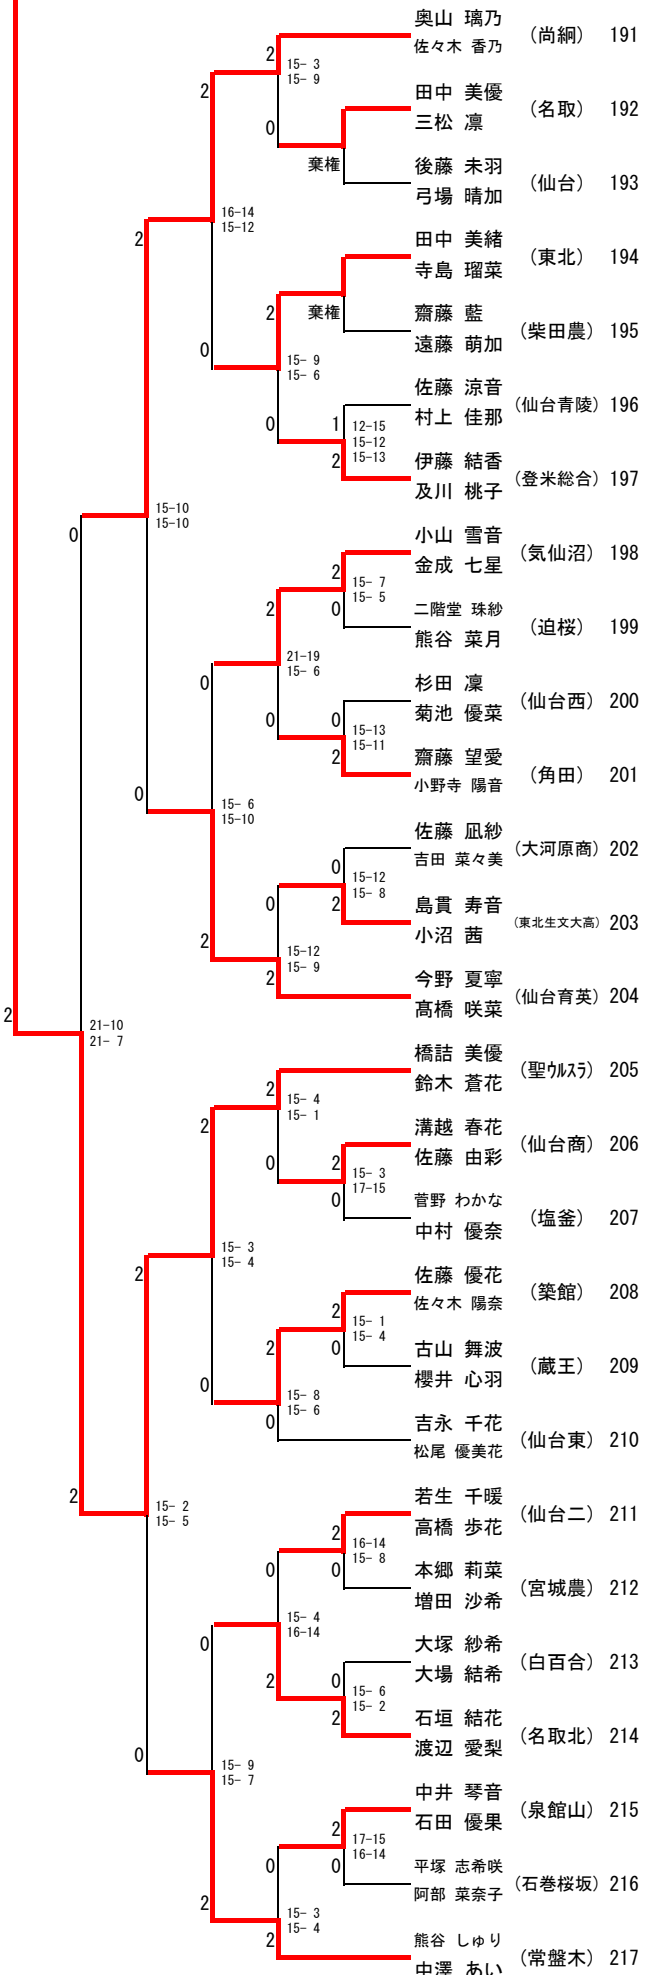 奥山 璃乃
佐々木 香乃
（尚絅） 191
2
15- 3
15- 9
2
田中 美優
三松 凛
（名取） 192
0
棄権
後藤 未羽
弓場 晴加
（仙台） 193
16-14
15-12
2
田中 美緒
寺島 瑠菜
（東北） 194
2
棄権
齋藤 藍
遠藤 萌加
（柴田農） 195
0
15- 9
15- 6
佐藤 涼音
村上 佳那
（仙台青陵） 196
0
1
12-15
15-12
15-13
2
伊藤 結香
及川 桃子
（登米総合） 197
15-10
15-10
0
小山 雪音
金成 七星
（気仙沼） 198
2
15- 7
15- 5
2
0
二階堂 珠紗
熊谷 菜月
（迫桜） 199
21-19
15- 6
0
杉田 凜
菊池 優菜
（仙台西） 200
0
0
15-13
15-11
2
齋藤 望愛
小野寺 陽音
（角田） 201
0
15- 6
15-10
佐藤 凪紗
吉田 菜々美
（大河原商） 202
0
15-12
15- 8
0
2
島貫 寿音
小沼 茜
（東北生文大高） 203
2
15-12
15- 9
2
今野 夏寧
髙橋 咲菜
（仙台育英） 204
2
21-10
21- 7
橋詰 美優
鈴木 蒼花
（聖ｳﾙｽﾗ） 205
2
15- 4
15- 1
2
溝越 春花
佐藤 由彩
（仙台商） 206
0
2
15- 3
17-15
0
菅野 わかな
中村 優奈
（塩釜） 207
15- 3
15- 4
2
佐藤 優花
佐々木 陽奈
（築館） 208
2
15- 1
15- 4
2
0
古山 舞波
櫻井 心羽
（蔵王） 209
0
15- 8
15- 6
0
吉永 千花
松尾 優美花
（仙台東） 210
2
15- 2
15- 5
若生 千暖
高橋 歩花
（仙台二） 211
2
16-14
15- 8
0
0
本郷 莉菜
増田 沙希
（宮城農） 212
15- 4
16-14
0
大塚 紗希
大場 結希
（白百合） 213
2
0
15- 6
15- 2
2
石垣 結花
渡辺 愛梨
（名取北） 214
0
15- 9
15- 7
中井 琴音
石田 優果
（泉館山） 215
2
17-15
16-14
0
0
平塚 志希咲
阿部 菜奈子
（石巻桜坂） 216
2
15- 3
15- 4
2
熊谷 しゅり
中澤 あい
（常盤木） 217